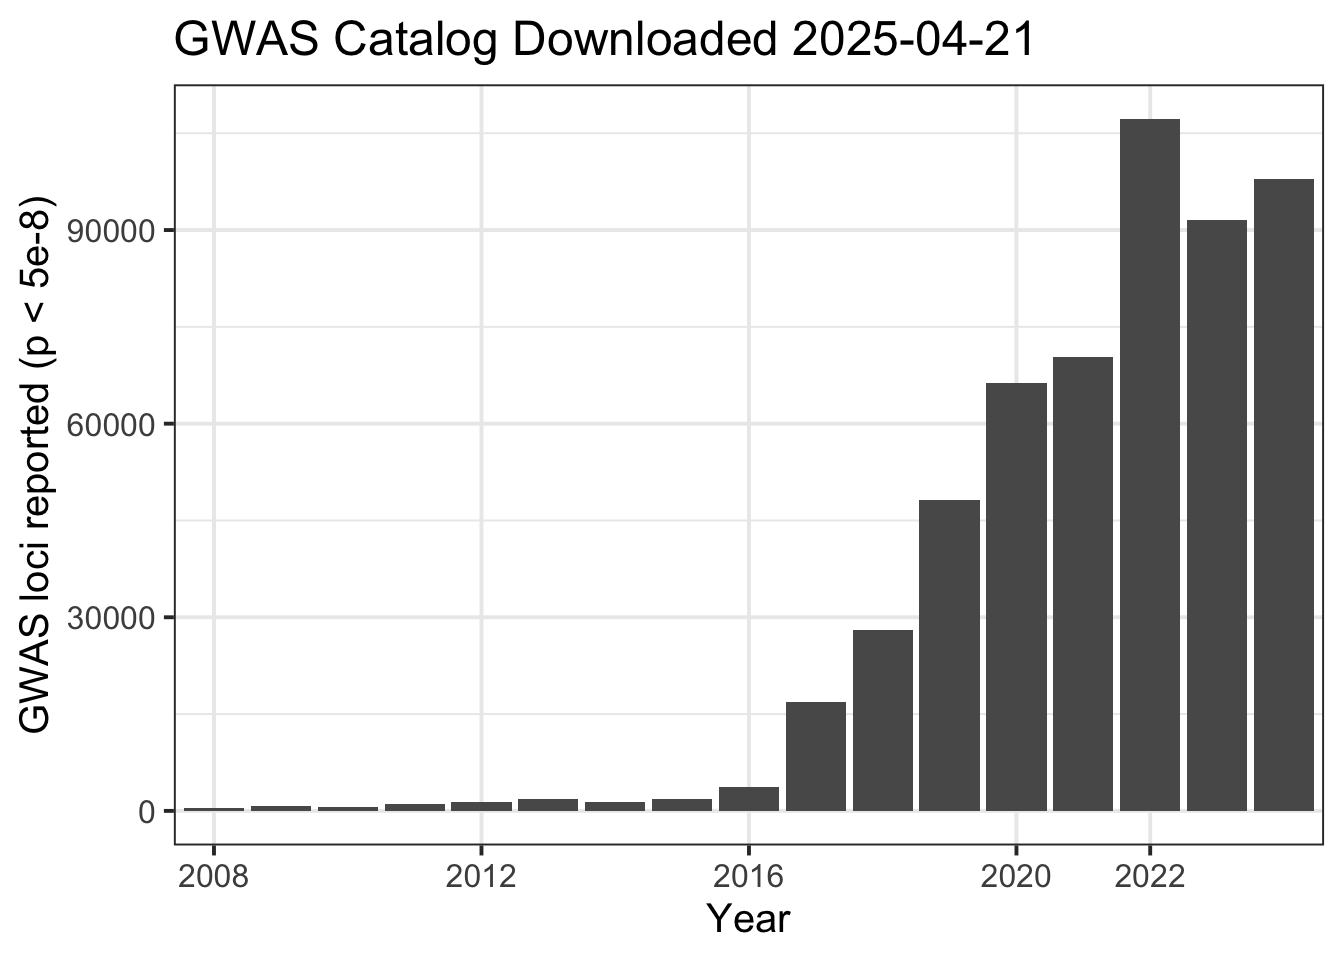 GWAS Catalog Downloaded 2025-04-21
GWAS loci reported (p < 5e-8)
90000
60000
30000
0
2008 2012 2016 2020 2022
Year